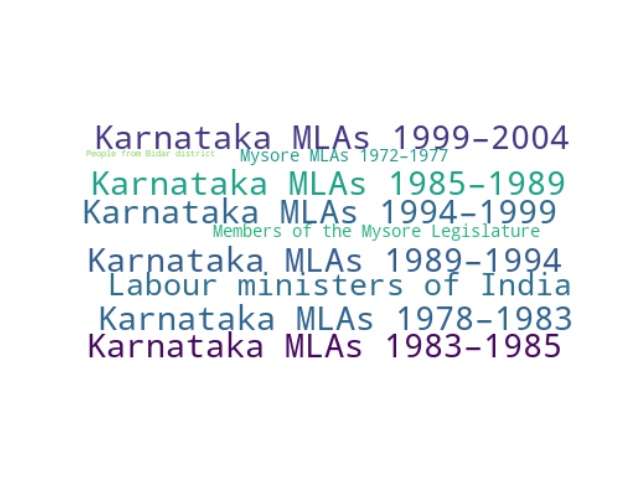 Karnataka MLAs 1999–2004
People from Bidar district
Mysore MLAs 1972–1977
Karnataka MLAs 1985–1989
Karnataka MLAs 1994–1999
Members of the Mysore Legislature
Karnataka MLAs 1989–1994
Labour ministers of India
Karnataka MLAs 1978–1983
Karnataka MLAs 1983–1985